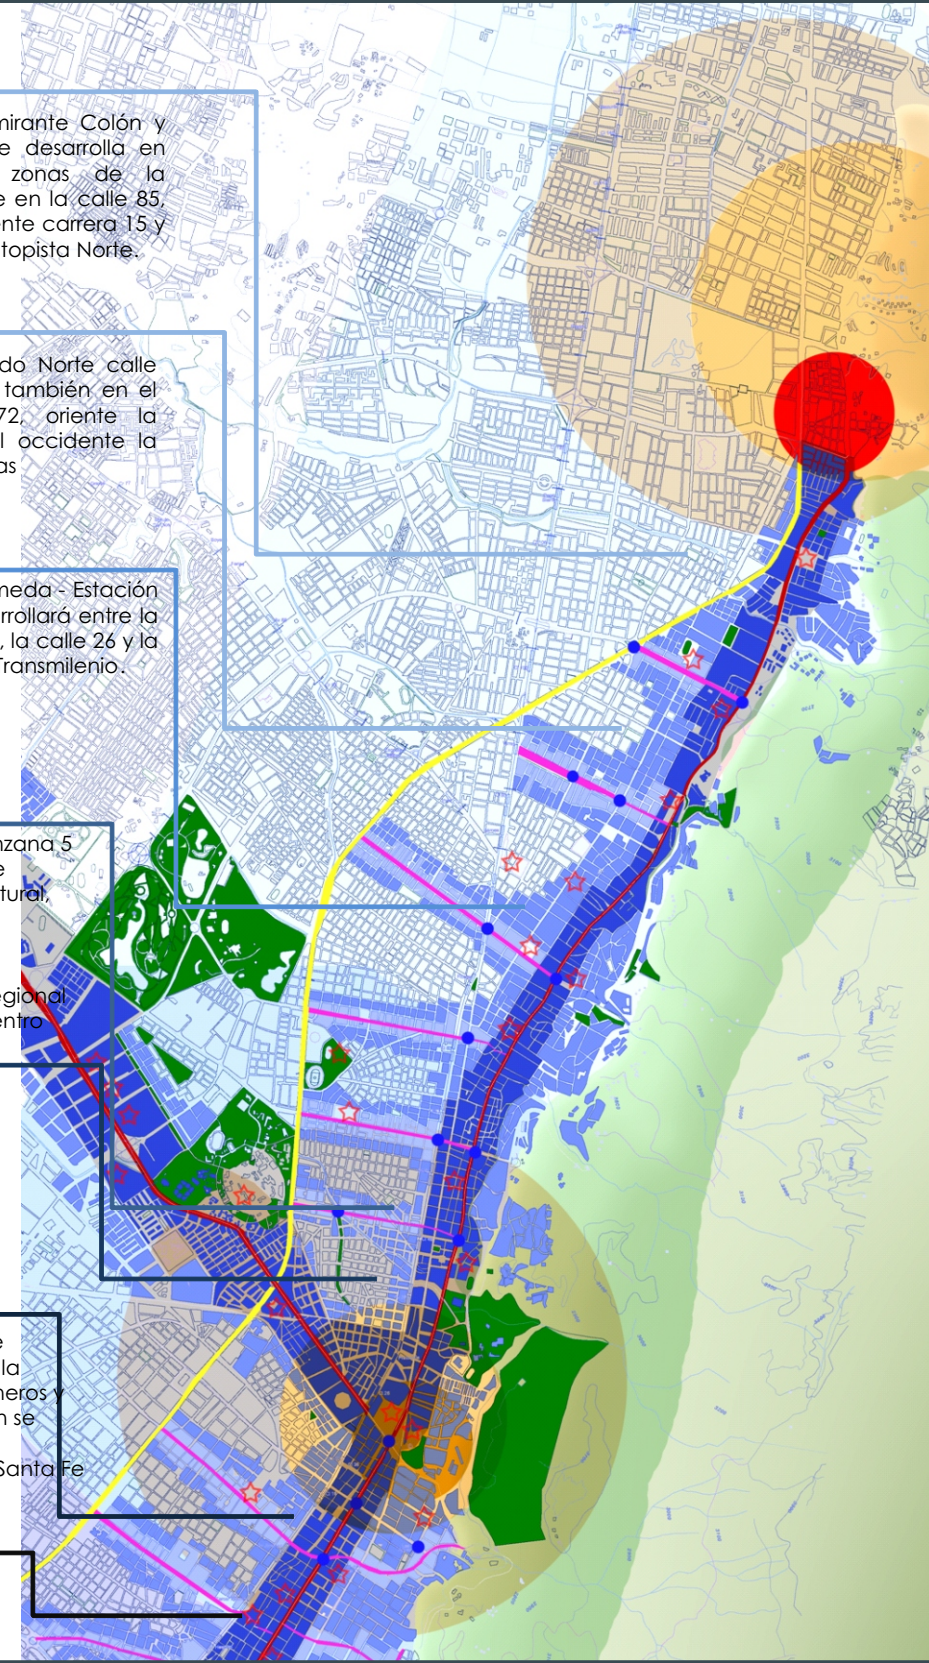 mirante Colón y
e desarrolla en
zonas de la
e en la calle 85,
ente carrera 15 y
topista Norte.
do Norte calle
también en el
72, oriente la
l occidente la
as
meda - Estación
rrollará entre la
, la calle 26 y la
Transmilenio.
nzana 5
e
tural,
egional
entro
e
la
neros y
n se
Santa Fe